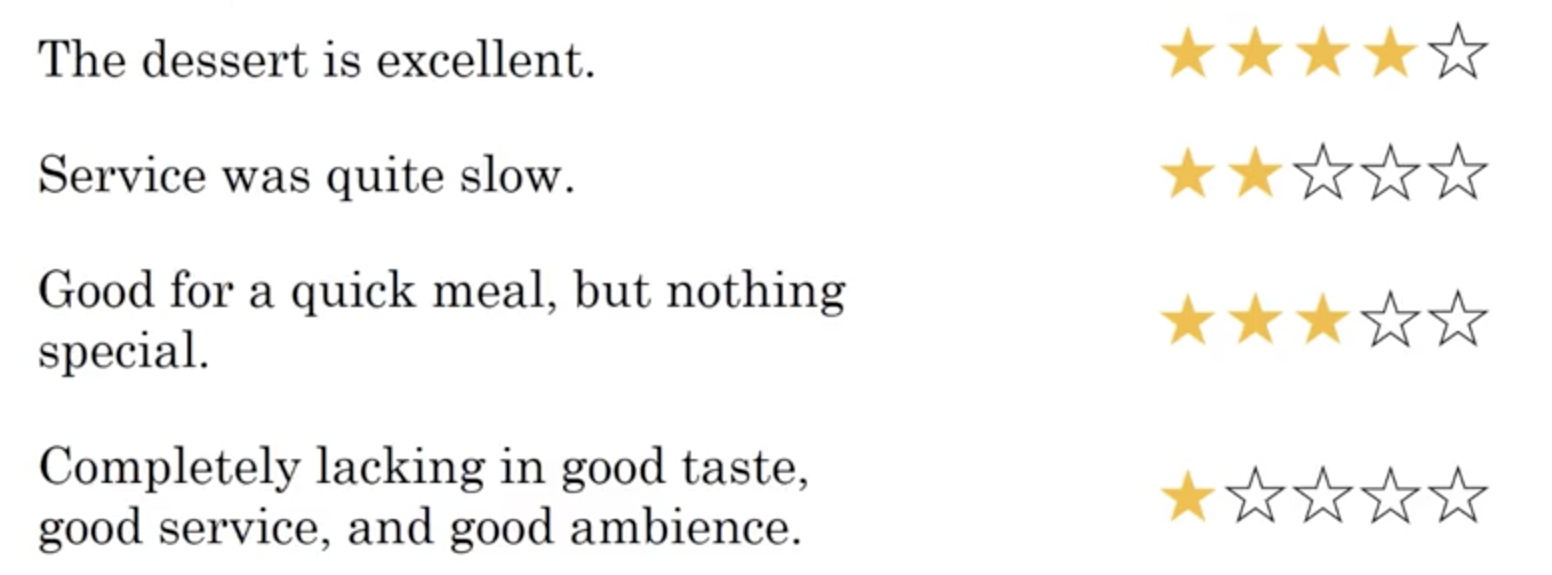 The dessert is excellent.
Service was quite slow.
Good for a quick meal, but nothing
special.
Completely lacking in good taste,
good service, and good ambience.